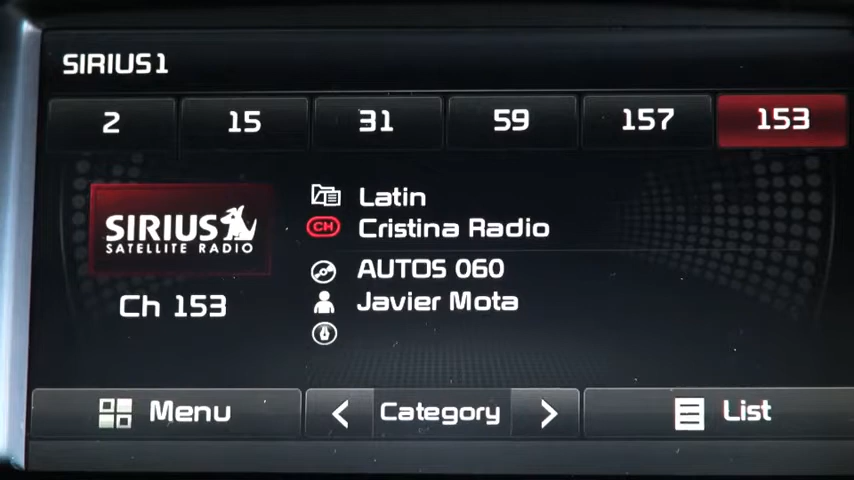 SIRIUS1
2 15 31 59 157 153
SIRIUS
SATELLITE RADIO
Ch 153
Latin
CH Cristina Radio
AUTOS 060
Javier Mota
Menu < Category > List